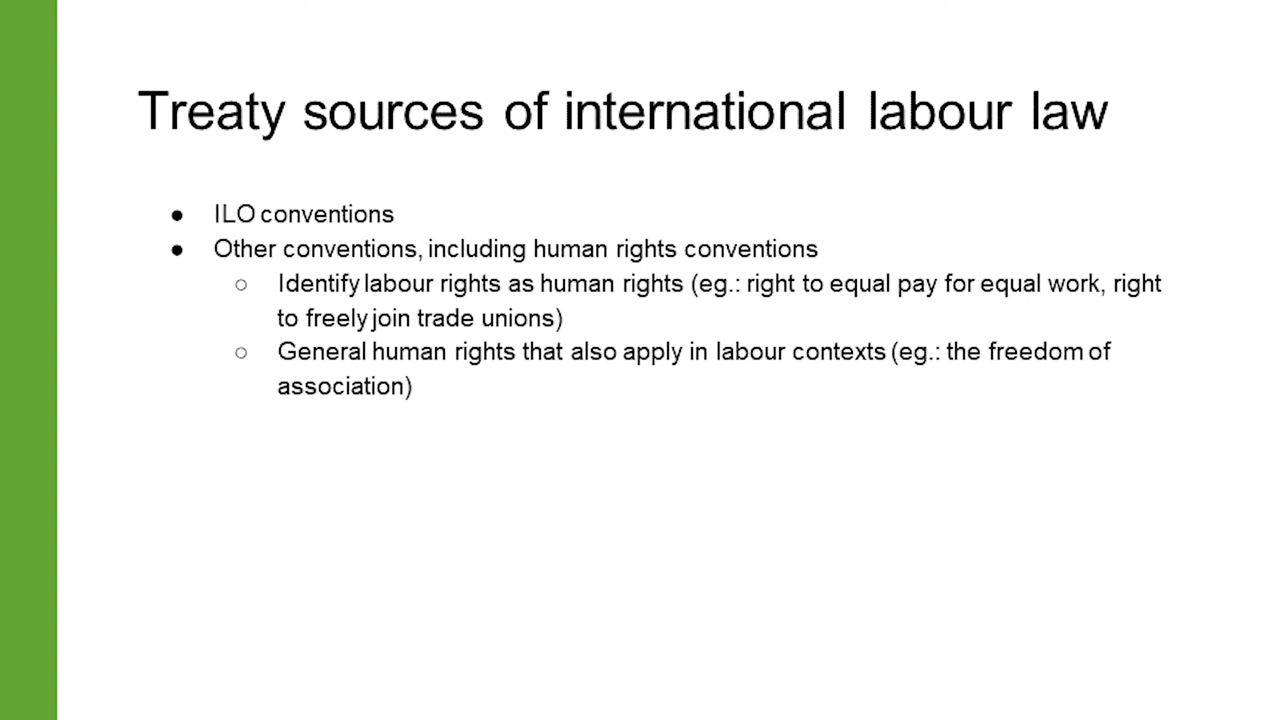 Treaty sources of international labour law
● ILO conventions
● Other conventions, including human rights conventions
○ Identify labour rights as human rights (eg.: right to equal pay for equal work, right
to freely join trade unions)
○ General human rights that also apply in labour contexts (eg.: the freedom of
association)